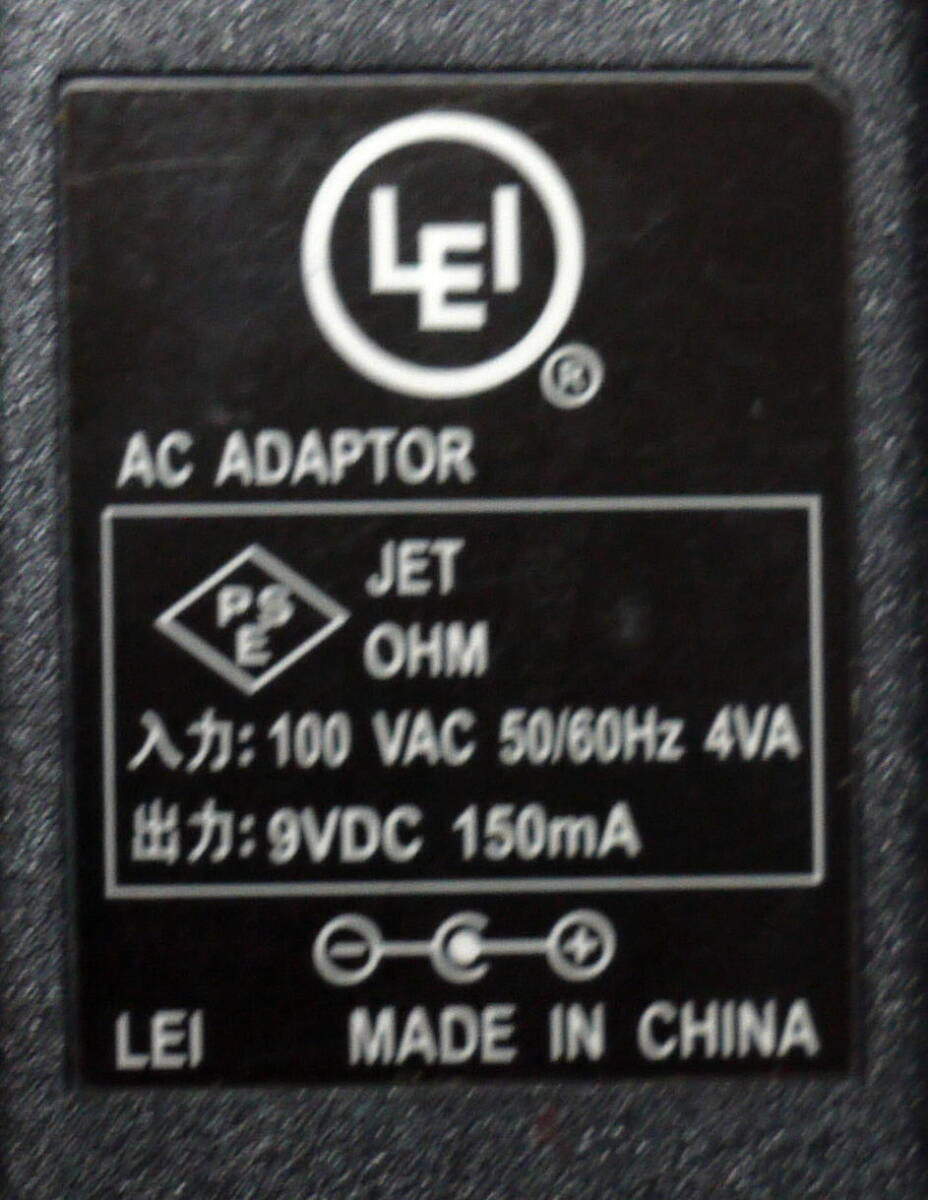 LEI
®
AC ADAPTOR
PSE
JET
OHM
入力: 100 VAC 50/60Hz 4VA
出力: 9VDC 150mA
LEI MADE IN CHINA